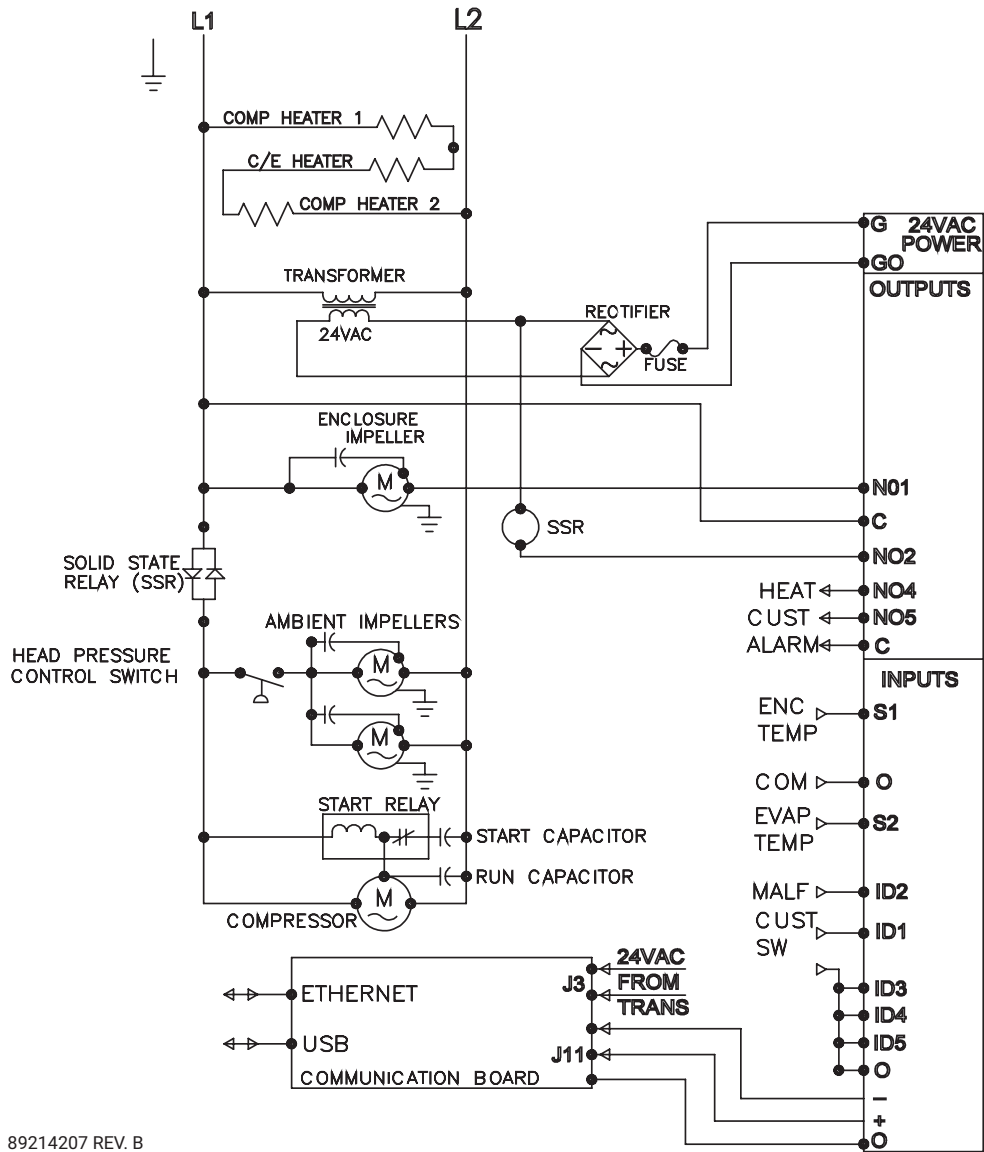 L1
L2
COMP HEATER 1
C/E HEATER
COMP HEATER 2
TRANSFORMER
24VAC
RECTIFIER
FUSE
G 24VAC
POWER
GO
OUTPUTS
ENCLOSURE
IMPELLER
M
N01
C
SSR
NO2
SOLID STATE
RELAY (SSR)
HEAT NO4
CUST NO5
ALARM C
AMBIENT IMPELLERS
HEAD PRESSURE
CONTROL SWITCH
M
M
INPUTS
ENC
TEMP
S1
COM O
EVAP
TEMP
S2
START RELAY
START CAPACITOR
RUN CAPACITOR
M
COMPRESSOR
MALF ID2
CUST
SW
ID1
ID3
ID4
ID5
O
−
+
O
ETHERNET
USB
COMMUNICATION BOARD
J3
24VAC
FROM
TRANS
J11
89214207 REV. B